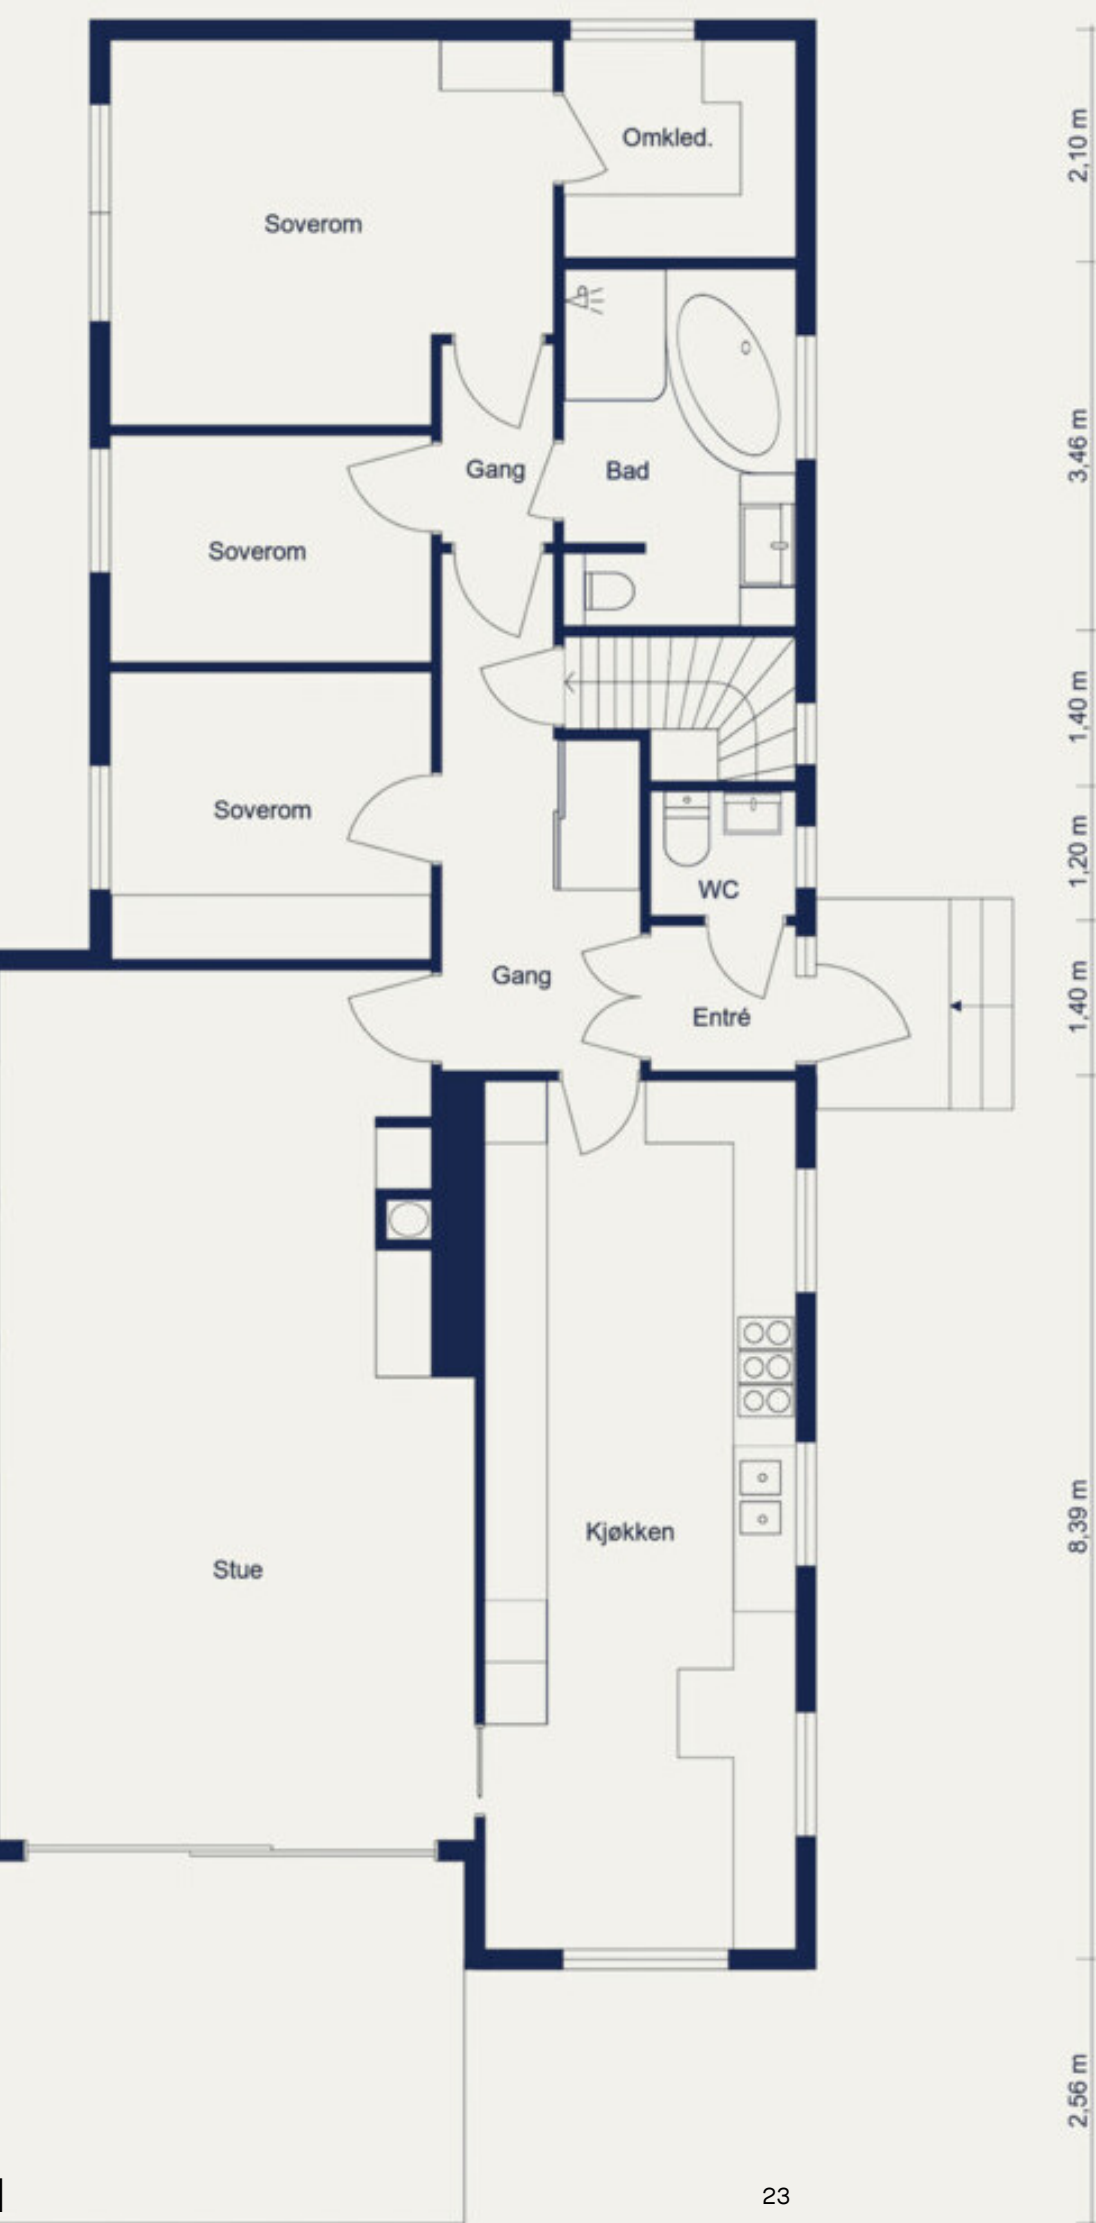 Omkled.
2,10 m
Soverom
3,46 m
Gang
Bad
Soverom
1,40 m
Soverom
1,20 m
WC
Gang
1,40 m
Entré
Kjøkken
8,39 m
Stue
2,56 m
23